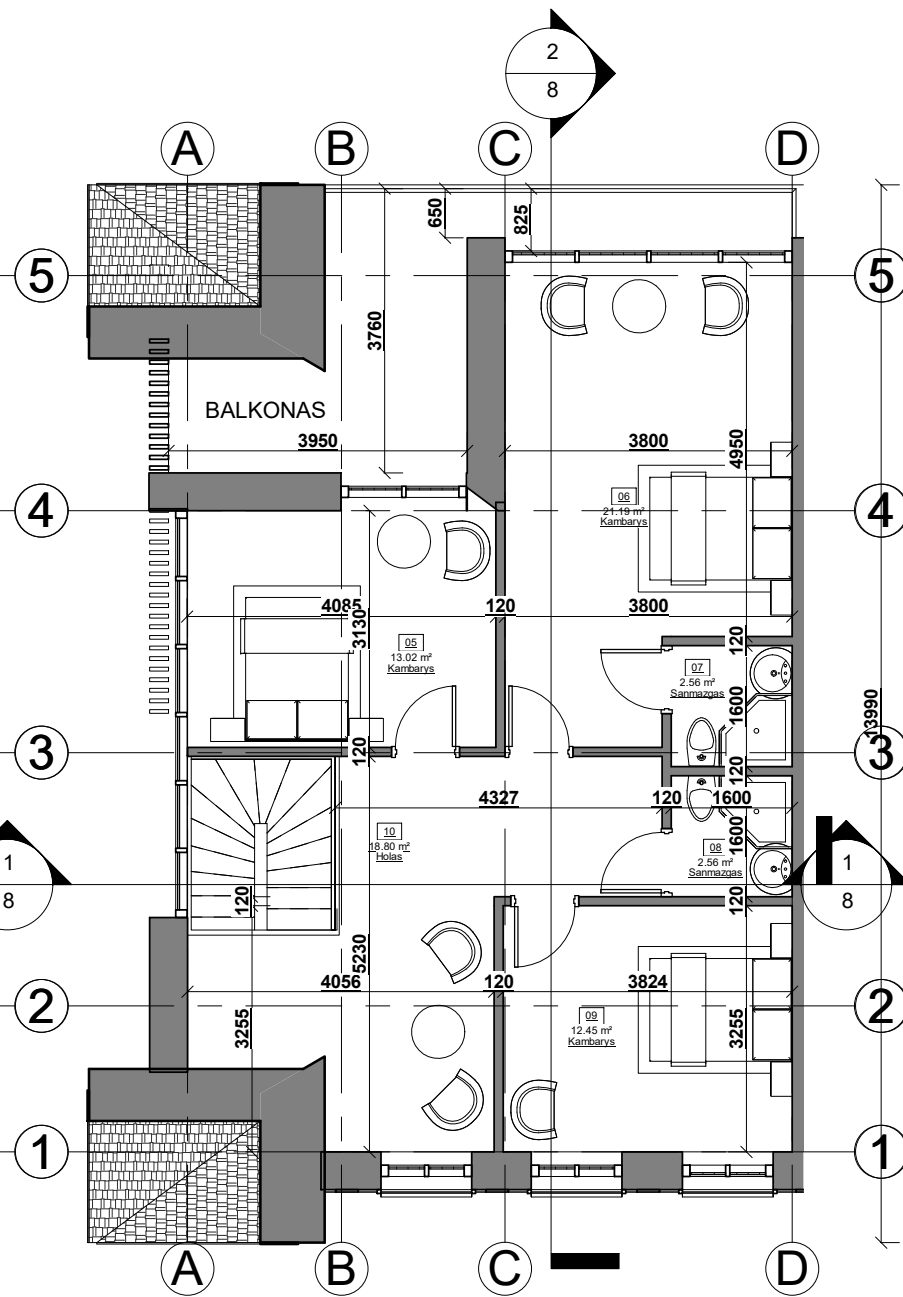 2
8
A
B
C
D
650
825
5
5
3760
BALKONAS
3950
3800
4950
06
21.19 m²
Kambarys
4
4
4085
120
3800
3130
05
13.02 m²
Kambarys
120
07
2.56 m²
Sanmazgas
1600
13990
3
120
3
120
4327
120
1600
10
18.80 m²
Holas
1600
08
2.56 m²
Sanmazgas
1
8
1
8
120
120
5230
4056
120
3824
2
2
09
12.45 m²
Kambarys
3255
3255
1
1
A
B
C
D